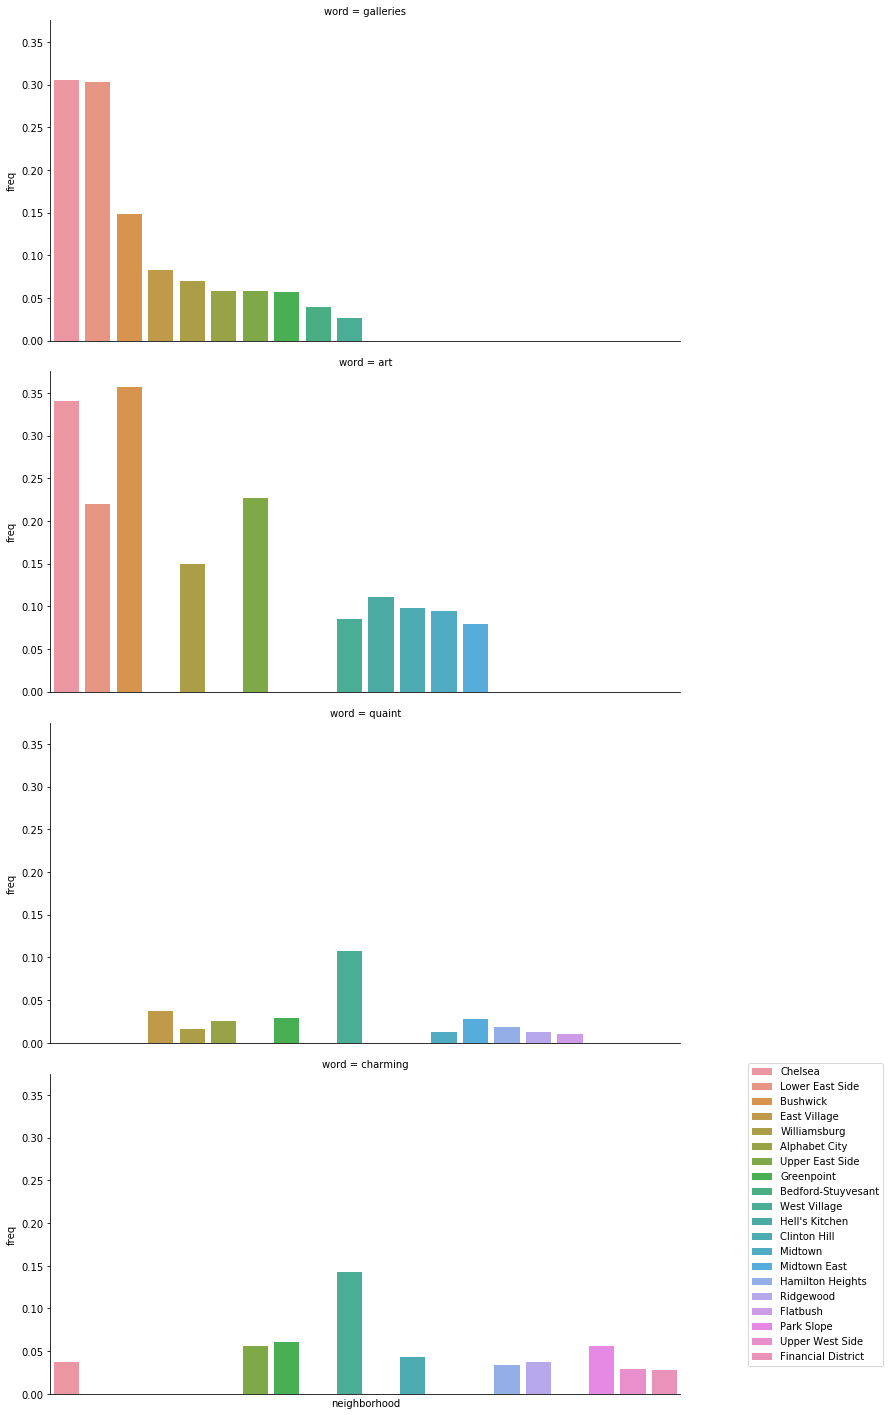 word = galleries
0.35
0.30
0.25
0.20
0.15
0.10
0.05
0.00
freq
word = art
0.35
0.30
0.25
0.20
0.15
0.10
0.05
0.00
freq
word = quaint
0.35
0.30
0.25
0.20
0.15
0.10
0.05
0.00
freq
word = charming
0.35
0.30
0.25
0.20
0.15
0.10
0.05
0.00
freq
neighborhood
Chelsea
Lower East Side
Bushwick
East Village
Williamsburg
Alphabet City
Upper East Side
Greenpoint
Bedford-Stuyvesant
West Village
Hell's Kitchen
Clinton Hill
Midtown
Midtown East
Hamilton Heights
Ridgewood
Flatbush
Park Slope
Upper West Side
Financial District